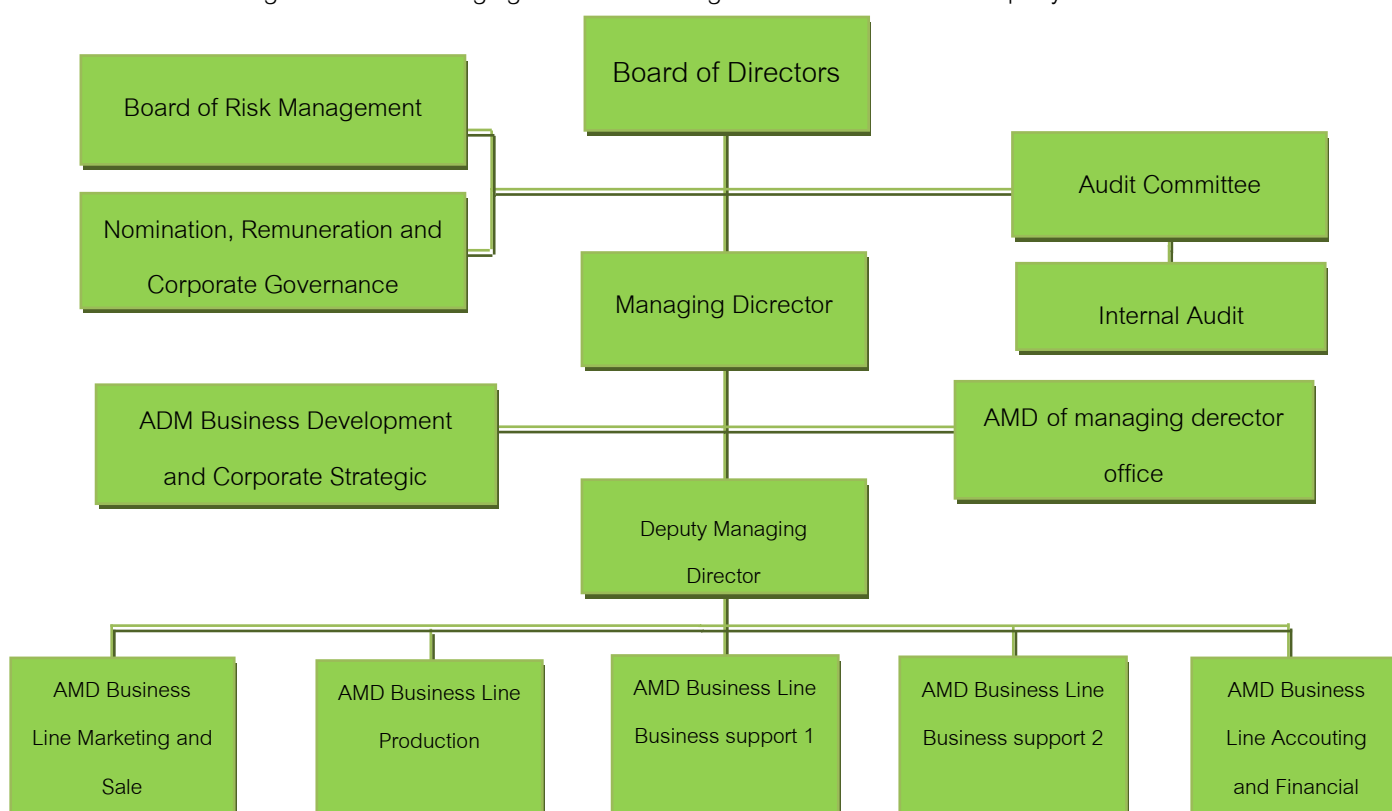 Board of Directors
Board of Risk Management
Audit Committee
Nomination, Remuneration and
Corporate Governance
Managing Dicrector
Internal Audit
ADM Business Development
and Corporate Strategic
AMD of managing derector
office
Deputy Managing
Director
AMD Business
Line Marketing and
Sale
AMD Business Line
Production
AMD Business Line
Business support 1
AMD Business Line
Business support 2
AMD Business
Line Accouting
and Financial